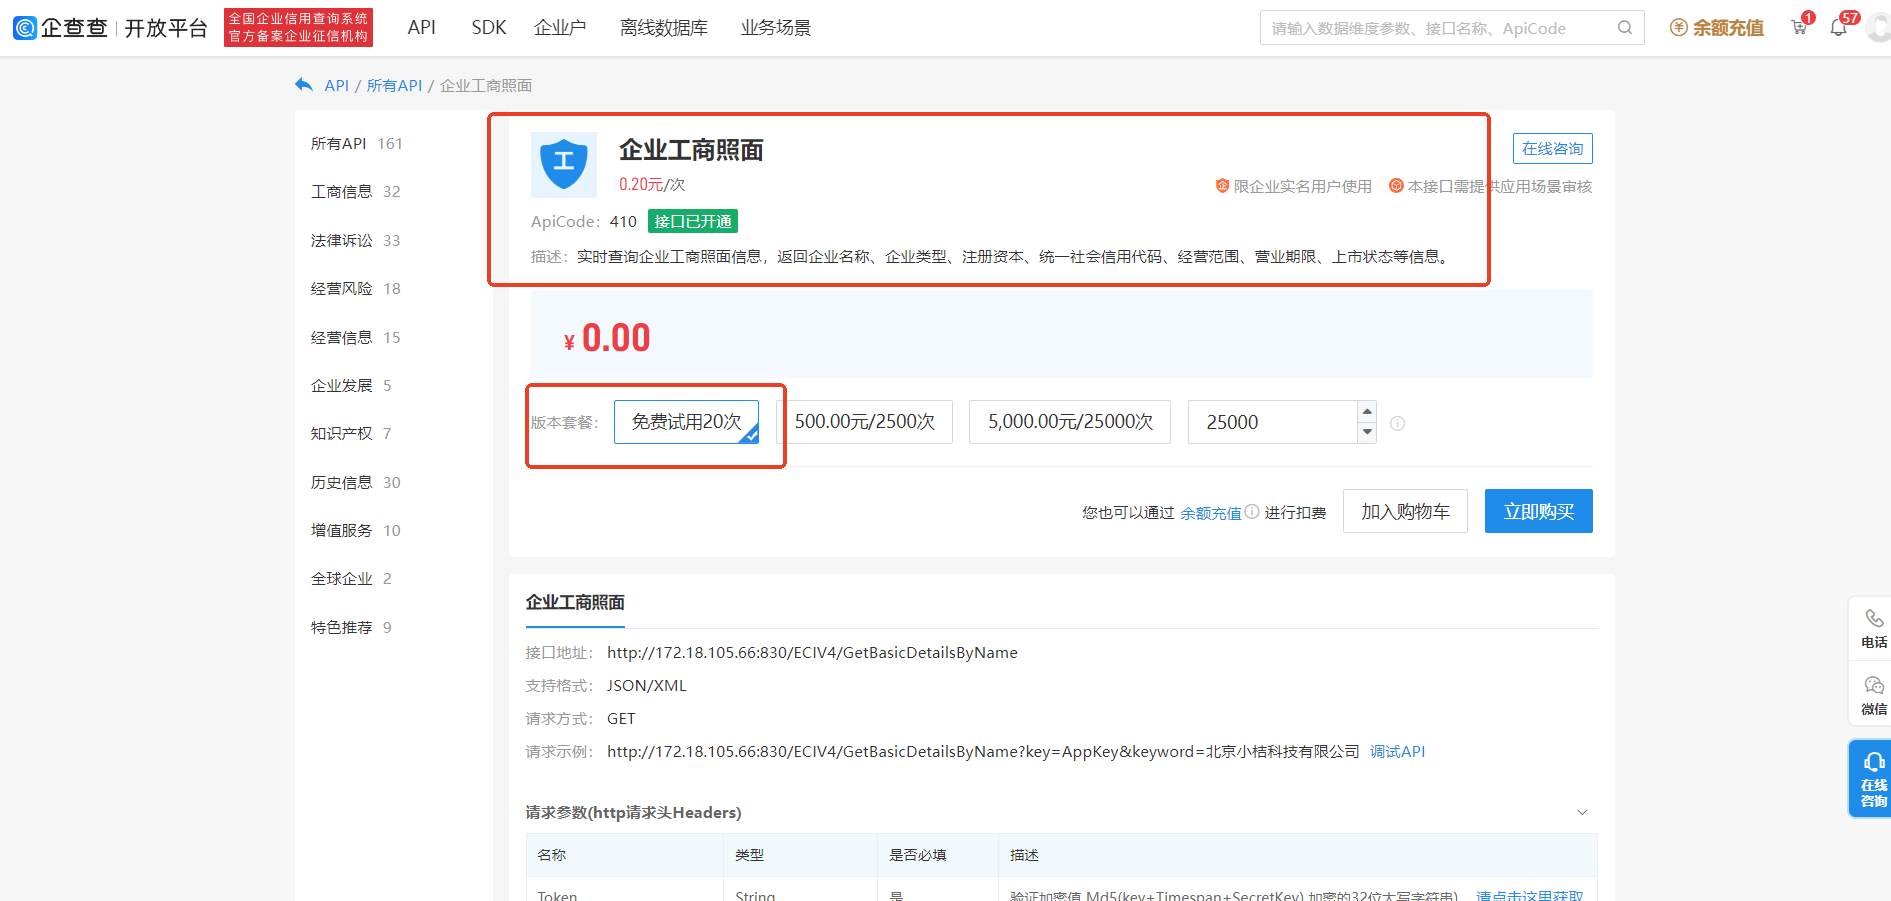 企查查 开放平台 全国企业信用查询系统
官方备案企业征信机构
API SDK 企业户 离线数据库 业务场景
请输入数据维度参数、接口名称、ApiCode
余额充值 1 57
API / 所有API / 企业工商照面
所有API 161
工商信息 32
法律诉讼 33
经营风险 18
经营信息 15
企业发展 5
知识产权 7
历史信息 30
增值服务 10
全球企业 2
特色推荐 9
工
企业工商照面
在线咨询
0.20元/次
限企业实名用户使用 本接口需提供应用场景审核
ApiCode: 410 接口已开通
描述: 实时查询企业工商照面信息，返回企业名称、企业类型、注册资本、统一社会信用代码、经营范围、营业期限、上市状态等信息。
¥ 0.00
版本套餐: 免费试用20次 500.00元/2500次 5,000.00元/25000次 25000
您也可以通过 余额充值 进行扣费 加入购物车 立即购买
企业工商照面
接口地址: http://172.18.105.66:830/ECIV4/GetBasicDetailsByName
支持格式: JSON/XML
请求方式: GET
请求示例: http://172.18.105.66:830/ECIV4/GetBasicDetailsByName?key=AppKey&keyword=北京小桔科技有限公司 调试API
请求参数(http请求头Headers)
名称 类型 是否必填 描述
Token String 是 验证加密值 Md5(key+Timespan+SecretKey) 加密的32位大写字符串) 请点击这里获取
电话
微信
在线
咨询